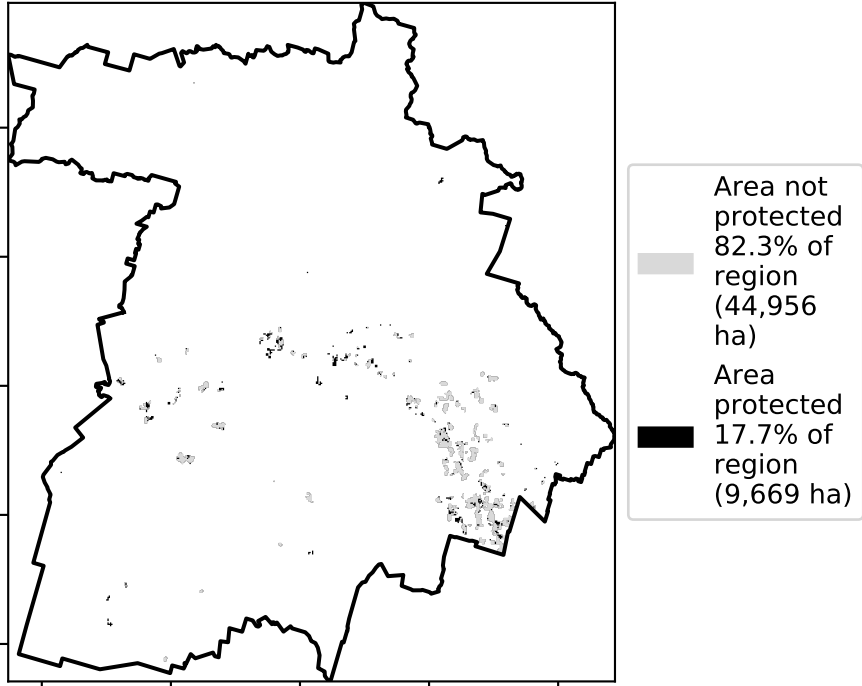 Area not
protected
82.3% of
region
(44,956
ha)
Area
protected
17.7% of
region
(9,669 ha)